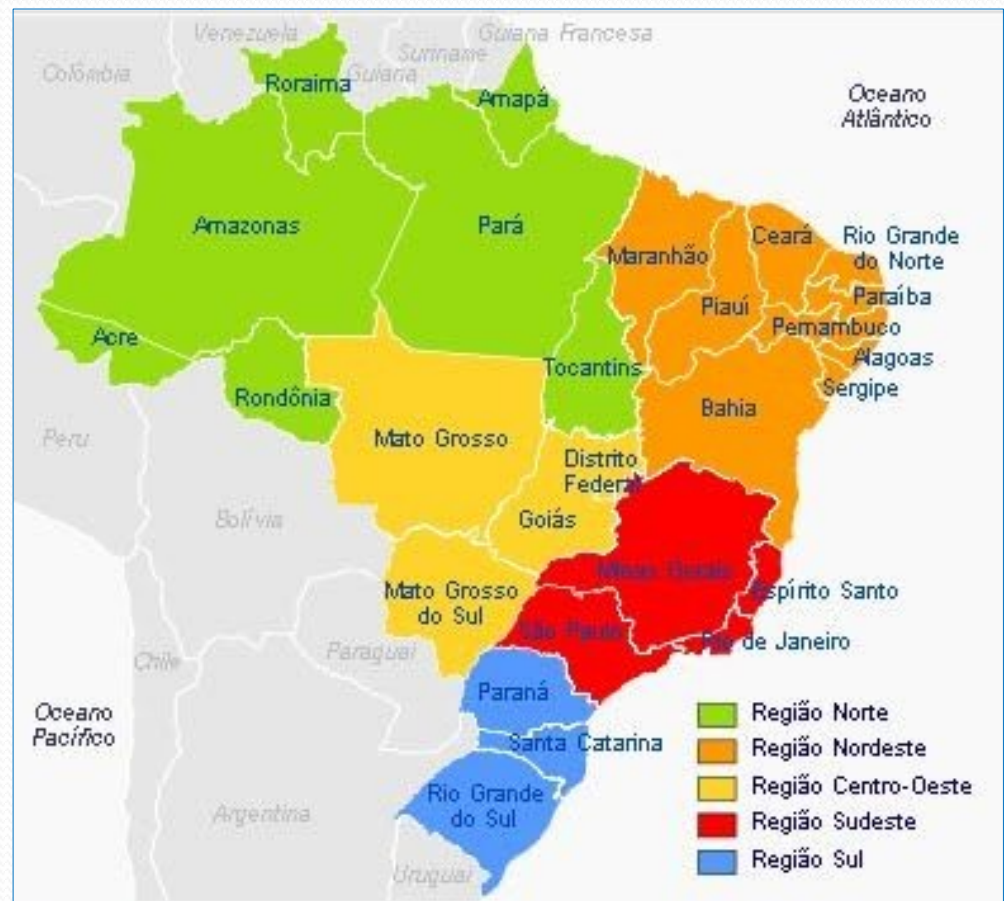 Venezuela
Guiana Francesa
Suriname
Colômbia
Guiana
Roraima
Amapá
Oceano
Atlântico
Amazonas
Pará
Ceará
Rio Grande
do Norte
Maranhão
Piauí
Paraíba
Pernambuco
Acre
Alagoas
Tocantins
Rondônia
Sergipe
Bahia
Peru
Mato Grosso
Distrito
Federal
Bolívia
Goiás
Minas Gerais
Mato Grosso
do Sul
Espírito Santo
São Paulo
Rio de Janeiro
Paraguai
Chile
Paraná
Oceano
Pacífico
Santa Catarina
Rio Grande
do Sul
Argentina
Uruguai
Região Norte
Região Nordeste
Região Centro-Oeste
Região Sudeste
Região Sul